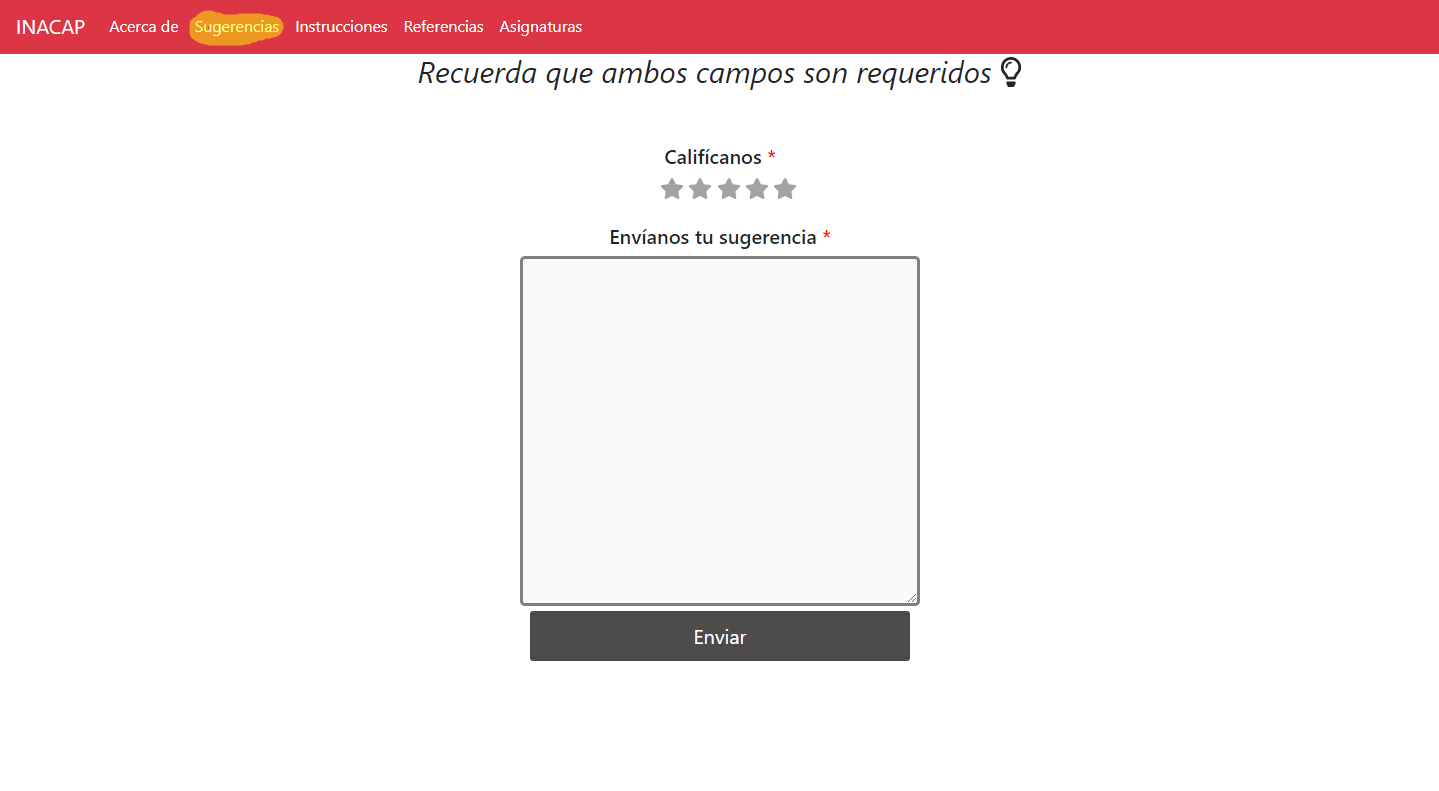 INACAP Acerca de Sugerencias Instrucciones Referencias Asignaturas
Recuerda que ambos campos son requeridos
Califícanos *
Envíanos tu sugerencia *
Enviar